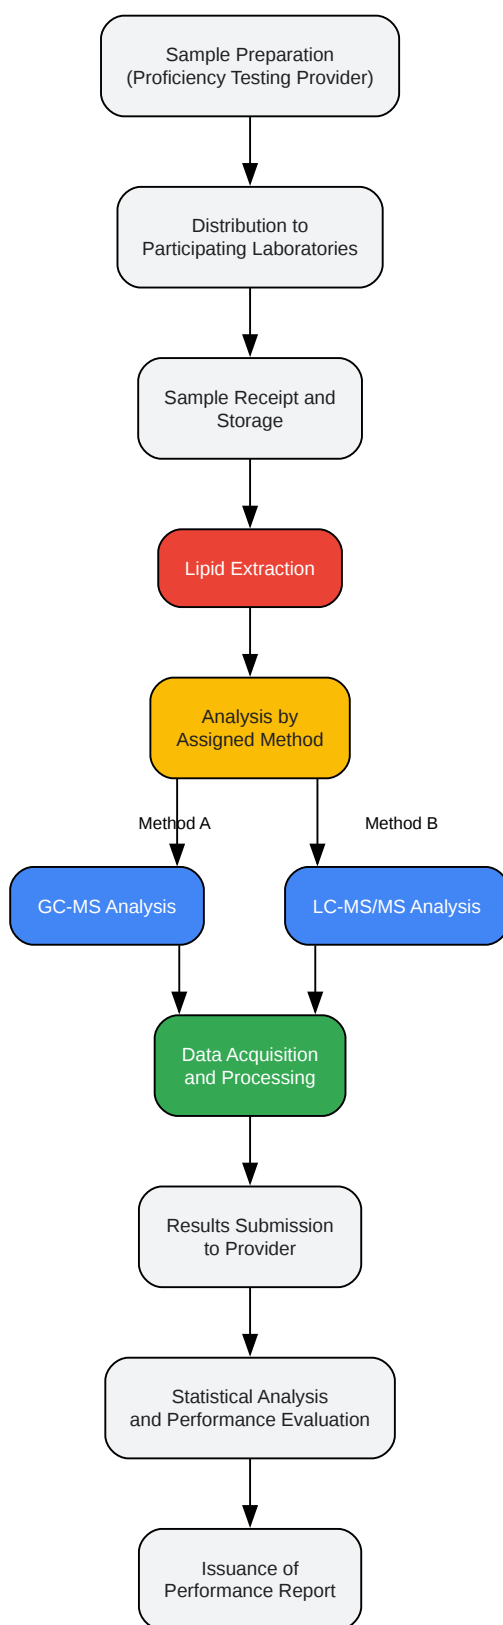 Sample Preparation
(Proficiency Testing Provider)
Distribution to
Participating Laboratories
Sample Receipt and
Storage
Lipid Extraction
Analysis by
Assigned Method
Method A
Method B
GC-MS Analysis
LC-MS/MS Analysis
Data Acquisition
and Processing
Results Submission
to Provider
Statistical Analysis
and Performance Evaluation
Issuance of
Performance Report